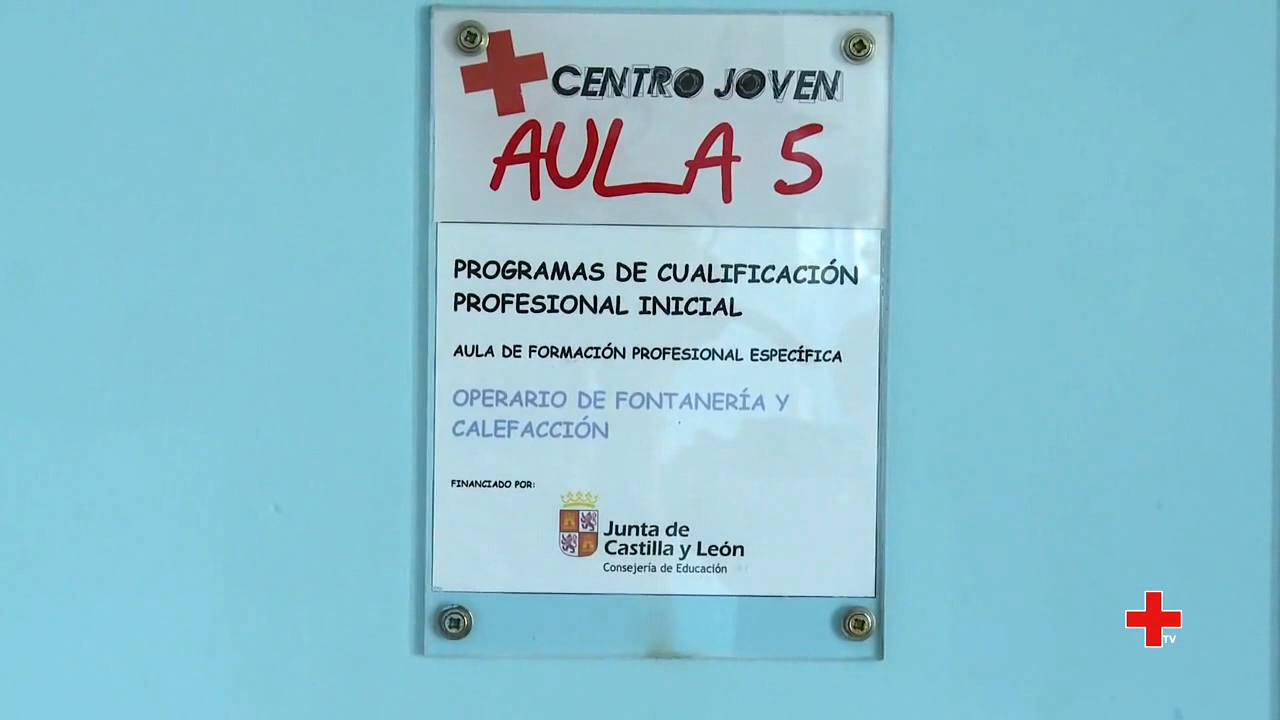 CENTRO JOVEN
AULA 5
PROGRAMAS DE CUALIFICACIÓN
PROFESIONAL INICIAL
AULA DE FORMACIÓN PROFESIONAL ESPECÍFICA
OPERARIO DE FONTANERÍA Y
CALEFACCIÓN
FINANCIADO POR:
Junta de
Castilla y León
Consejería de Educación
TV